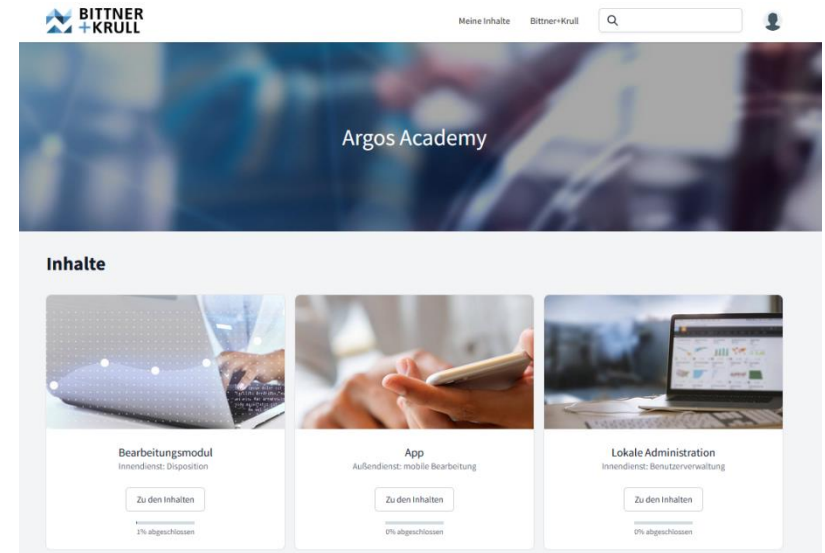 BITTNER
+KRULL
Meine Inhalte
Bittner+Krull
Argos Academy
Inhalte
Bearbeitungsmodul
Innendienst: Disposition
Zu den Inhalten
1% abgeschlossen
App
Außendienst: mobile Bearbeitung
Zu den Inhalten
0% abgeschlossen
Lokale Administration
Innendienst: Benutzerverwaltung
Zu den Inhalten
0% abgeschlossen